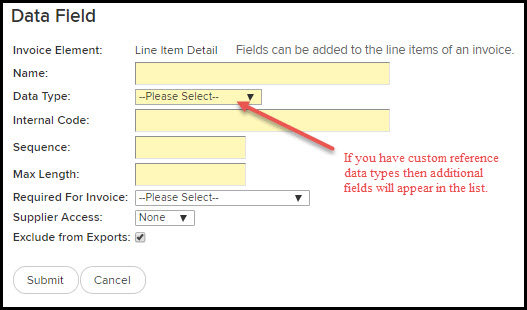 Data Field
Invoice Element: Line Item Detail Fields can be added to the line items of an invoice.
Name:
Data Type: --Please Select--
Internal Code:
Sequence:
If you have custom reference
data types then additional
fields will appear in the list.
Max Length:
Required For Invoice: --Please Select--
Supplier Access: None
Exclude from Exports:
Submit Cancel